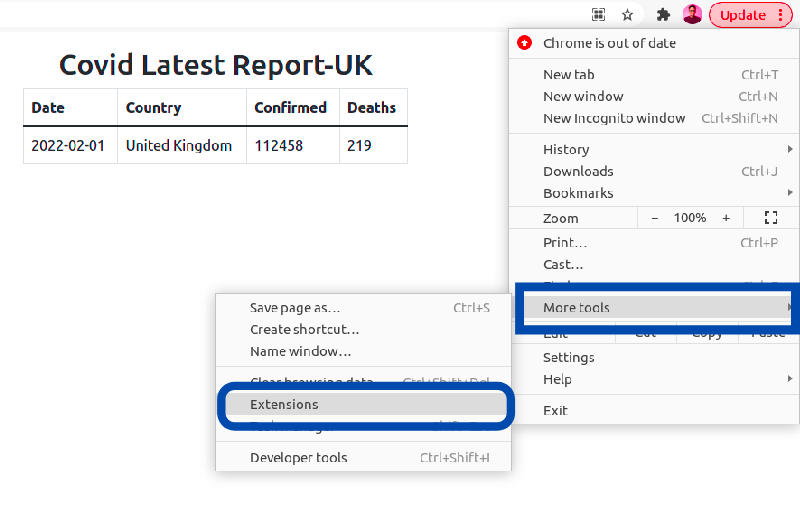 Update
Chrome is out of date
Covid Latest Report-UK
Date Country Confirmed Deaths
2022-02-01 United Kingdom 112458 219
New tab Ctrl+T
New window Ctrl+N
New Incognito window Ctrl+Shift+N
History
Downloads Ctrl+J
Bookmarks
Zoom − 100% +
Print… Ctrl+P
Cast…
More tools
Edit Cut Copy Paste
Settings
Help
Exit
Save page as… Ctrl+S
Create shortcut…
Name window…
Clear browsing data Ctrl+Shift+Del
Extensions
Task manager
Developer tools Ctrl+Shift+I